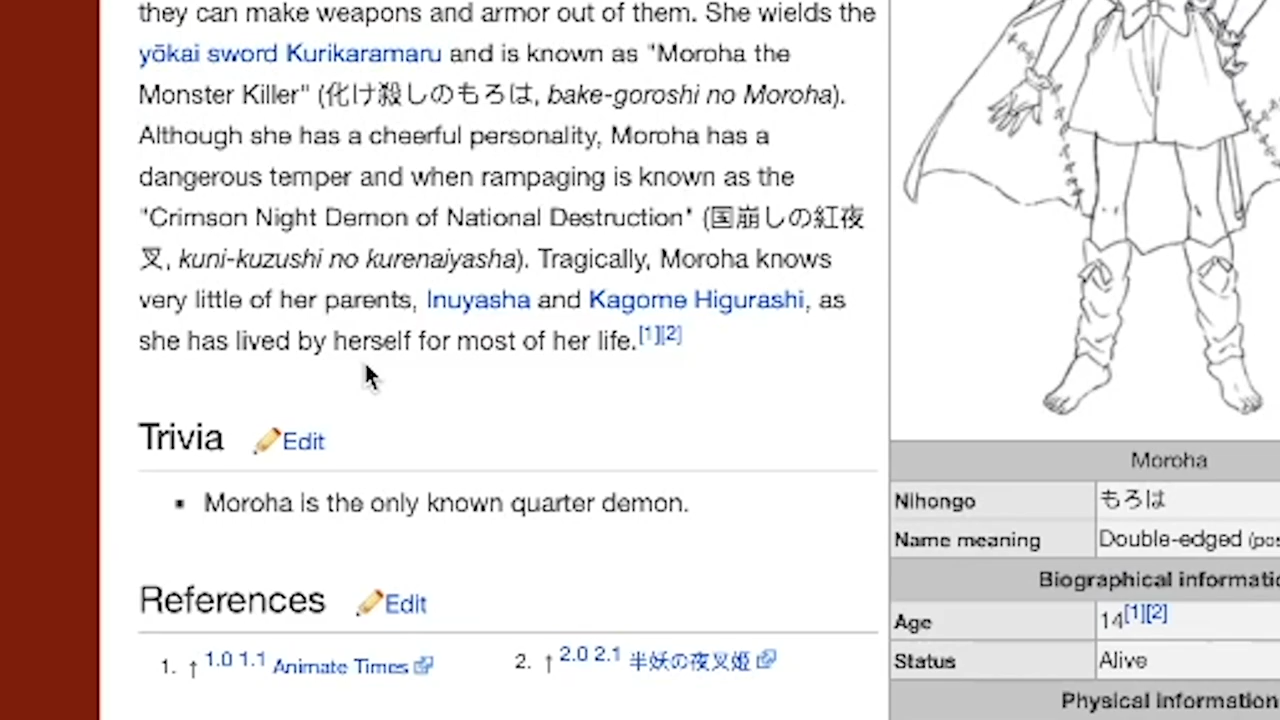 they can make weapons and armor out of them. She wields the
yōkai sword Kurikaramaru and is known as "Moroha the
Monster Killer" (化け殺しのもろは, bake-goroshi no Moroha).
Although she has a cheerful personality, Moroha has a
dangerous temper and when rampaging is known as the
"Crimson Night Demon of National Destruction" (国崩しの紅夜
叉, kuni-kuzushi no kurenaiyasha). Tragically, Moroha knows
very little of her parents, Inuyasha and Kagome Higurashi, as
she has lived by herself for most of her life.[1][2]
Trivia Edit
Moroha is the only known quarter demon.
References Edit
1. ↑ 1.0 1.1 Animate Times
2. ↑ 2.0 2.1 半妖の夜叉姫
Moroha
Nihongo もろは
Name meaning Double-edged (pos
Biographical informatio
Age 14[1][2]
Status Alive
Physical information